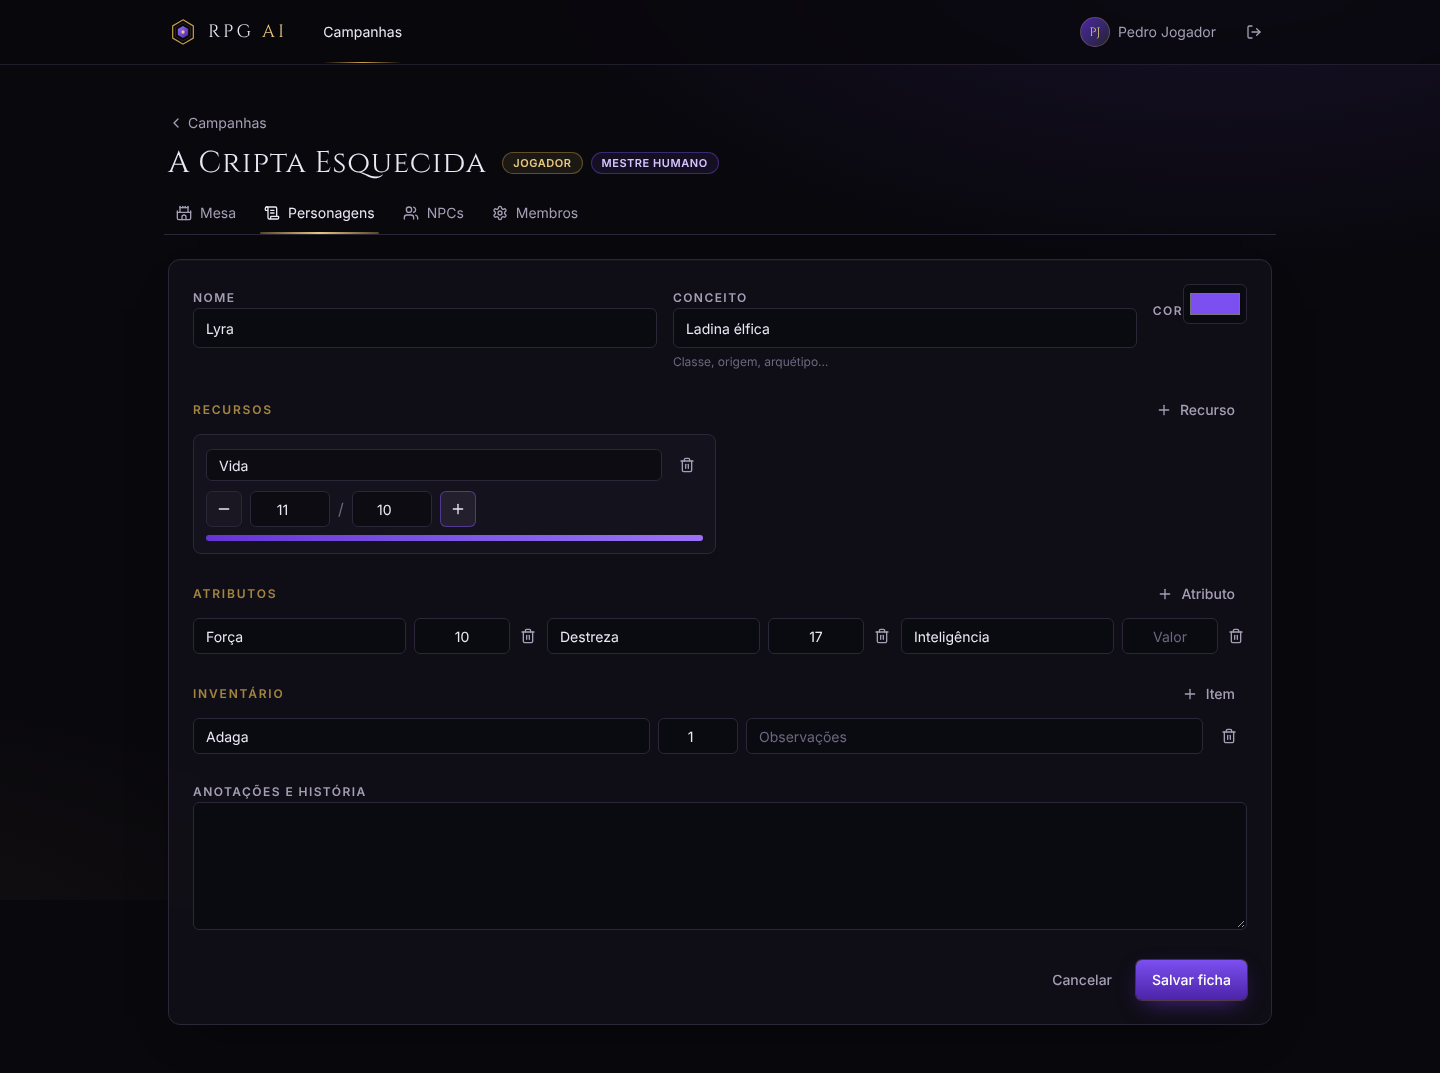 RPG AI
Campanhas
PJ
Pedro Jogador
Campanhas
A Cripta Esquecida
JOGADOR
MESTRE HUMANO
Mesa
Personagens
NPCs
Membros
NOME
CONCEITO
COR
Lyra
Ladina élfica
Classe, origem, arquétipo...
RECURSOS
Recurso
Vida
11 / 10
ATRIBUTOS
Atributo
Força
10
Destreza
17
Inteligência
Valor
INVENTÁRIO
Item
Adaga
1
Observações
ANOTAÇÕES E HISTÓRIA
Cancelar
Salvar ficha